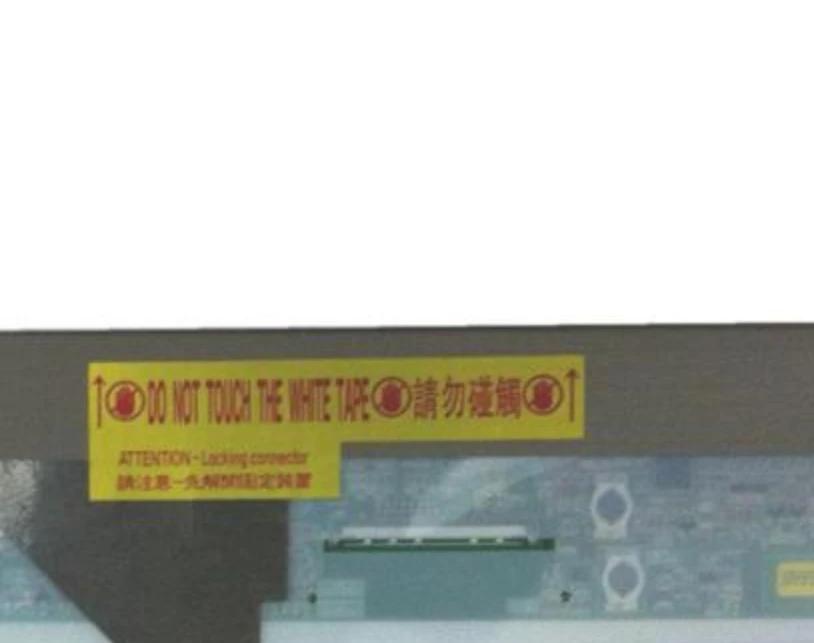 DO NOT TOUCH THE WHITE TAPE 請勿碰觸
ATTENTION - Locking connector
請注意-先解開固定裝置